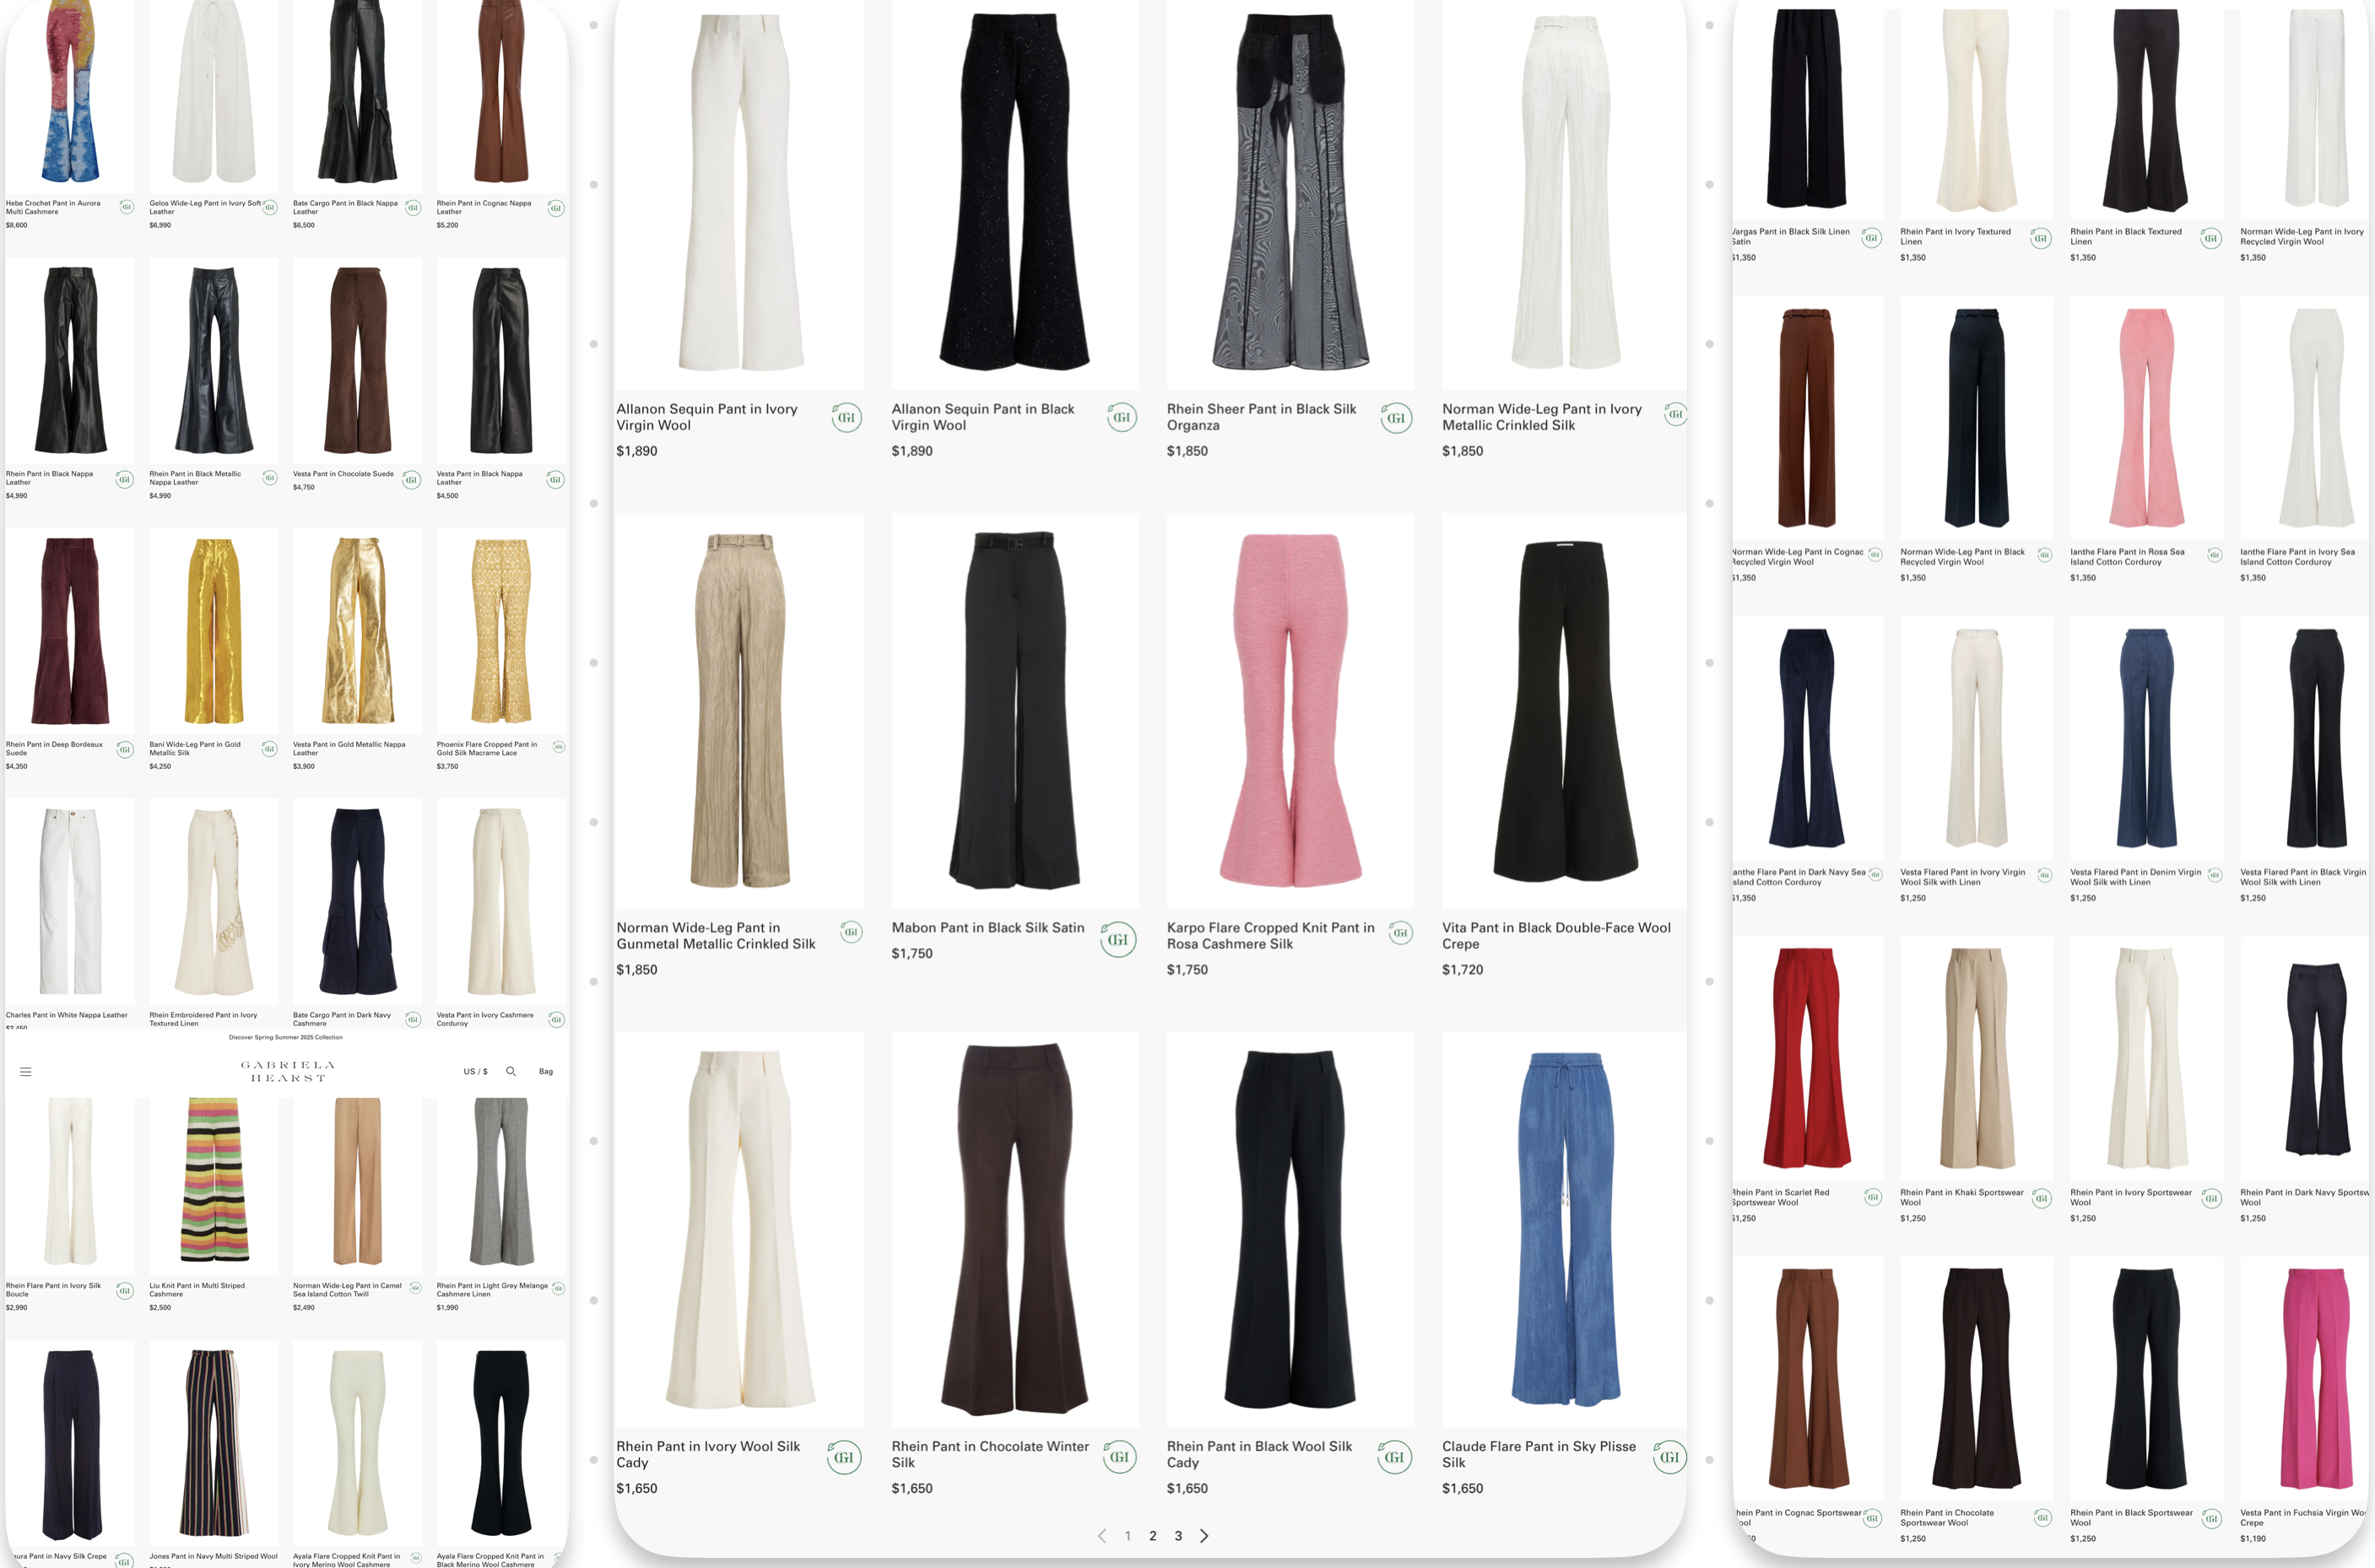 Hebe Crochet Pant in Aurora
Multi Cashmere
$8,600
Gelos Wide-Leg Pant in Ivory Soft
Leather
$6,990
Bate Cargo Pant in Black Nappa
Leather
$6,500
Rhein Pant in Cognac Nappa
Leather
$5,200
Rhein Pant in Black Nappa
Leather
$4,990
Rhein Pant in Black Metallic
Nappa Leather
$4,990
Vesta Pant in Chocolate Suede
$4,750
Vesta Pant in Black Nappa
Leather
$4,500
Rhein Pant in Deep Bordeaux
Suede
$4,350
Bani Wide-Leg Pant in Gold
Metallic Silk
$4,250
Vesta Pant in Gold Metallic Nappa
Leather
$3,900
Phoenix Flare Cropped Pant in
Gold Silk Macrame Lace
$3,750
Charles Pant in White Nappa Leather
Rhein Embroidered Pant in Ivory
Textured Linen
Bate Cargo Pant in Dark Navy
Cashmere
Vesta Pant in Ivory Cashmere
Corduroy
Discover Spring Summer 2025 Collection
GABRIELA
HEARST
US / $
Bag
Rhein Flare Pant in Ivory Silk
Boucle
$2,990
Liu Knit Pant in Multi Striped
Cashmere
$2,500
Norman Wide-Leg Pant in Camel
Sea Island Cotton Twill
$2,490
Rhein Pant in Light Grey Melange
Cashmere Linen
$1,990
Pant in Navy Silk Crepe
Jones Pant in Navy Multi Striped Wool
Ayala Flare Cropped Knit Pant in
Ivory Merino Wool Cashmere
Ayala Flare Cropped Knit Pant in
Black Merino Wool Cashmere
Allanon Sequin Pant in Ivory
Virgin Wool
$1,890
Allanon Sequin Pant in Black
Virgin Wool
$1,890
Rhein Sheer Pant in Black Silk
Organza
$1,850
Norman Wide-Leg Pant in Ivory
Metallic Crinkled Silk
$1,850
Norman Wide-Leg Pant in
Gunmetal Metallic Crinkled Silk
$1,850
Mabon Pant in Black Silk Satin
$1,750
Karpo Flare Cropped Knit Pant in
Rosa Cashmere Silk
$1,750
Vita Pant in Black Double-Face Wool
Crepe
$1,720
Rhein Pant in Ivory Wool Silk
Cady
$1,650
Rhein Pant in Chocolate Winter
Silk
$1,650
Rhein Pant in Black Wool Silk
Cady
$1,650
Claude Flare Pant in Sky Plisse
Silk
$1,650
1 2 3
Vargas Pant in Black Silk Linen
Satin
$1,350
Rhein Pant in Ivory Textured
Linen
$1,350
Rhein Pant in Black Textured
Linen
$1,350
Norman Wide-Leg Pant in Ivory
Recycled Virgin Wool
$1,350
Norman Wide-Leg Pant in Cognac
Recycled Virgin Wool
$1,350
Norman Wide-Leg Pant in Black
Recycled Virgin Wool
$1,350
Ianthe Flare Pant in Rosa Sea
Island Cotton Corduroy
$1,350
Ianthe Flare Pant in Ivory Sea
Island Cotton Corduroy
$1,350
Ianthe Flare Pant in Dark Navy Sea
Island Cotton Corduroy
$1,350
Vesta Flared Pant in Ivory Virgin
Wool Silk with Linen
$1,250
Vesta Flared Pant in Denim Virgin
Wool Silk with Linen
$1,250
Vesta Flared Pant in Black Virgin
Wool Silk with Linen
$1,250
Rhein Pant in Scarlet Red
Sportswear Wool
$1,250
Rhein Pant in Khaki Sportswear
Wool
$1,250
Rhein Pant in Ivory Sportswear
Wool
$1,250
Rhein Pant in Dark Navy Sportsw
Wool
$1,250
Rhein Pant in Cognac Sportswear
Rhein Pant in Chocolate
Sportswear Wool
$1,250
Rhein Pant in Black Sportswear
Wool
$1,250
Vesta Pant in Fuchsia Virgin Wo
Crepe
$1,190